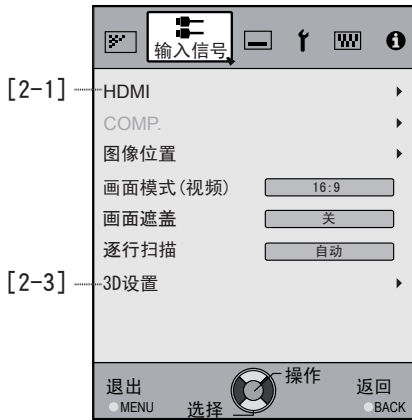 输入信号
[2-1] HDMI
COMP.
图像位置
画面模式(视频) 16:9
画面遮盖 关
逐行扫描 自动
[2-3] 3D设置
退出 操作 返回
MENU 选择 BACK